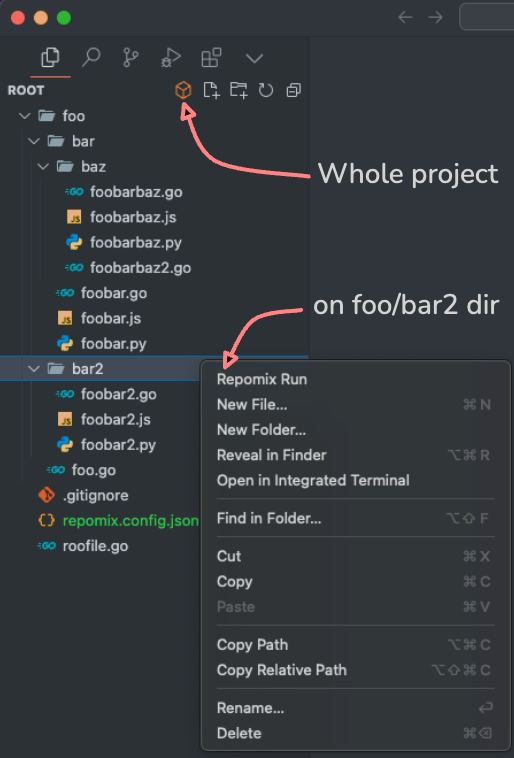 ROOT
Whole project
foo
bar
baz
foobarbaz.go
JS foobarbaz.js
foobarbaz.py
foobarbaz2.go
foobar.go
JS foobar.js
foobar.py
on foo/bar2 dir
bar2
foobar2.go
JS foobar2.js
foobar2.py
foo.go
.gitignore
{} repomix.config.json
roofile.go
Repomix Run
New File... ⌘ N
New Folder...
Reveal in Finder ⌥⌘ R
Open in Integrated Terminal
Find in Folder... ⌥⇧ F
Cut ⌘ X
Copy ⌘ C
Paste ⌘ V
Copy Path ⌥⌘ C
Copy Relative Path ⌥⇧⌘ C
Rename... ⏎
Delete ⌘⌫